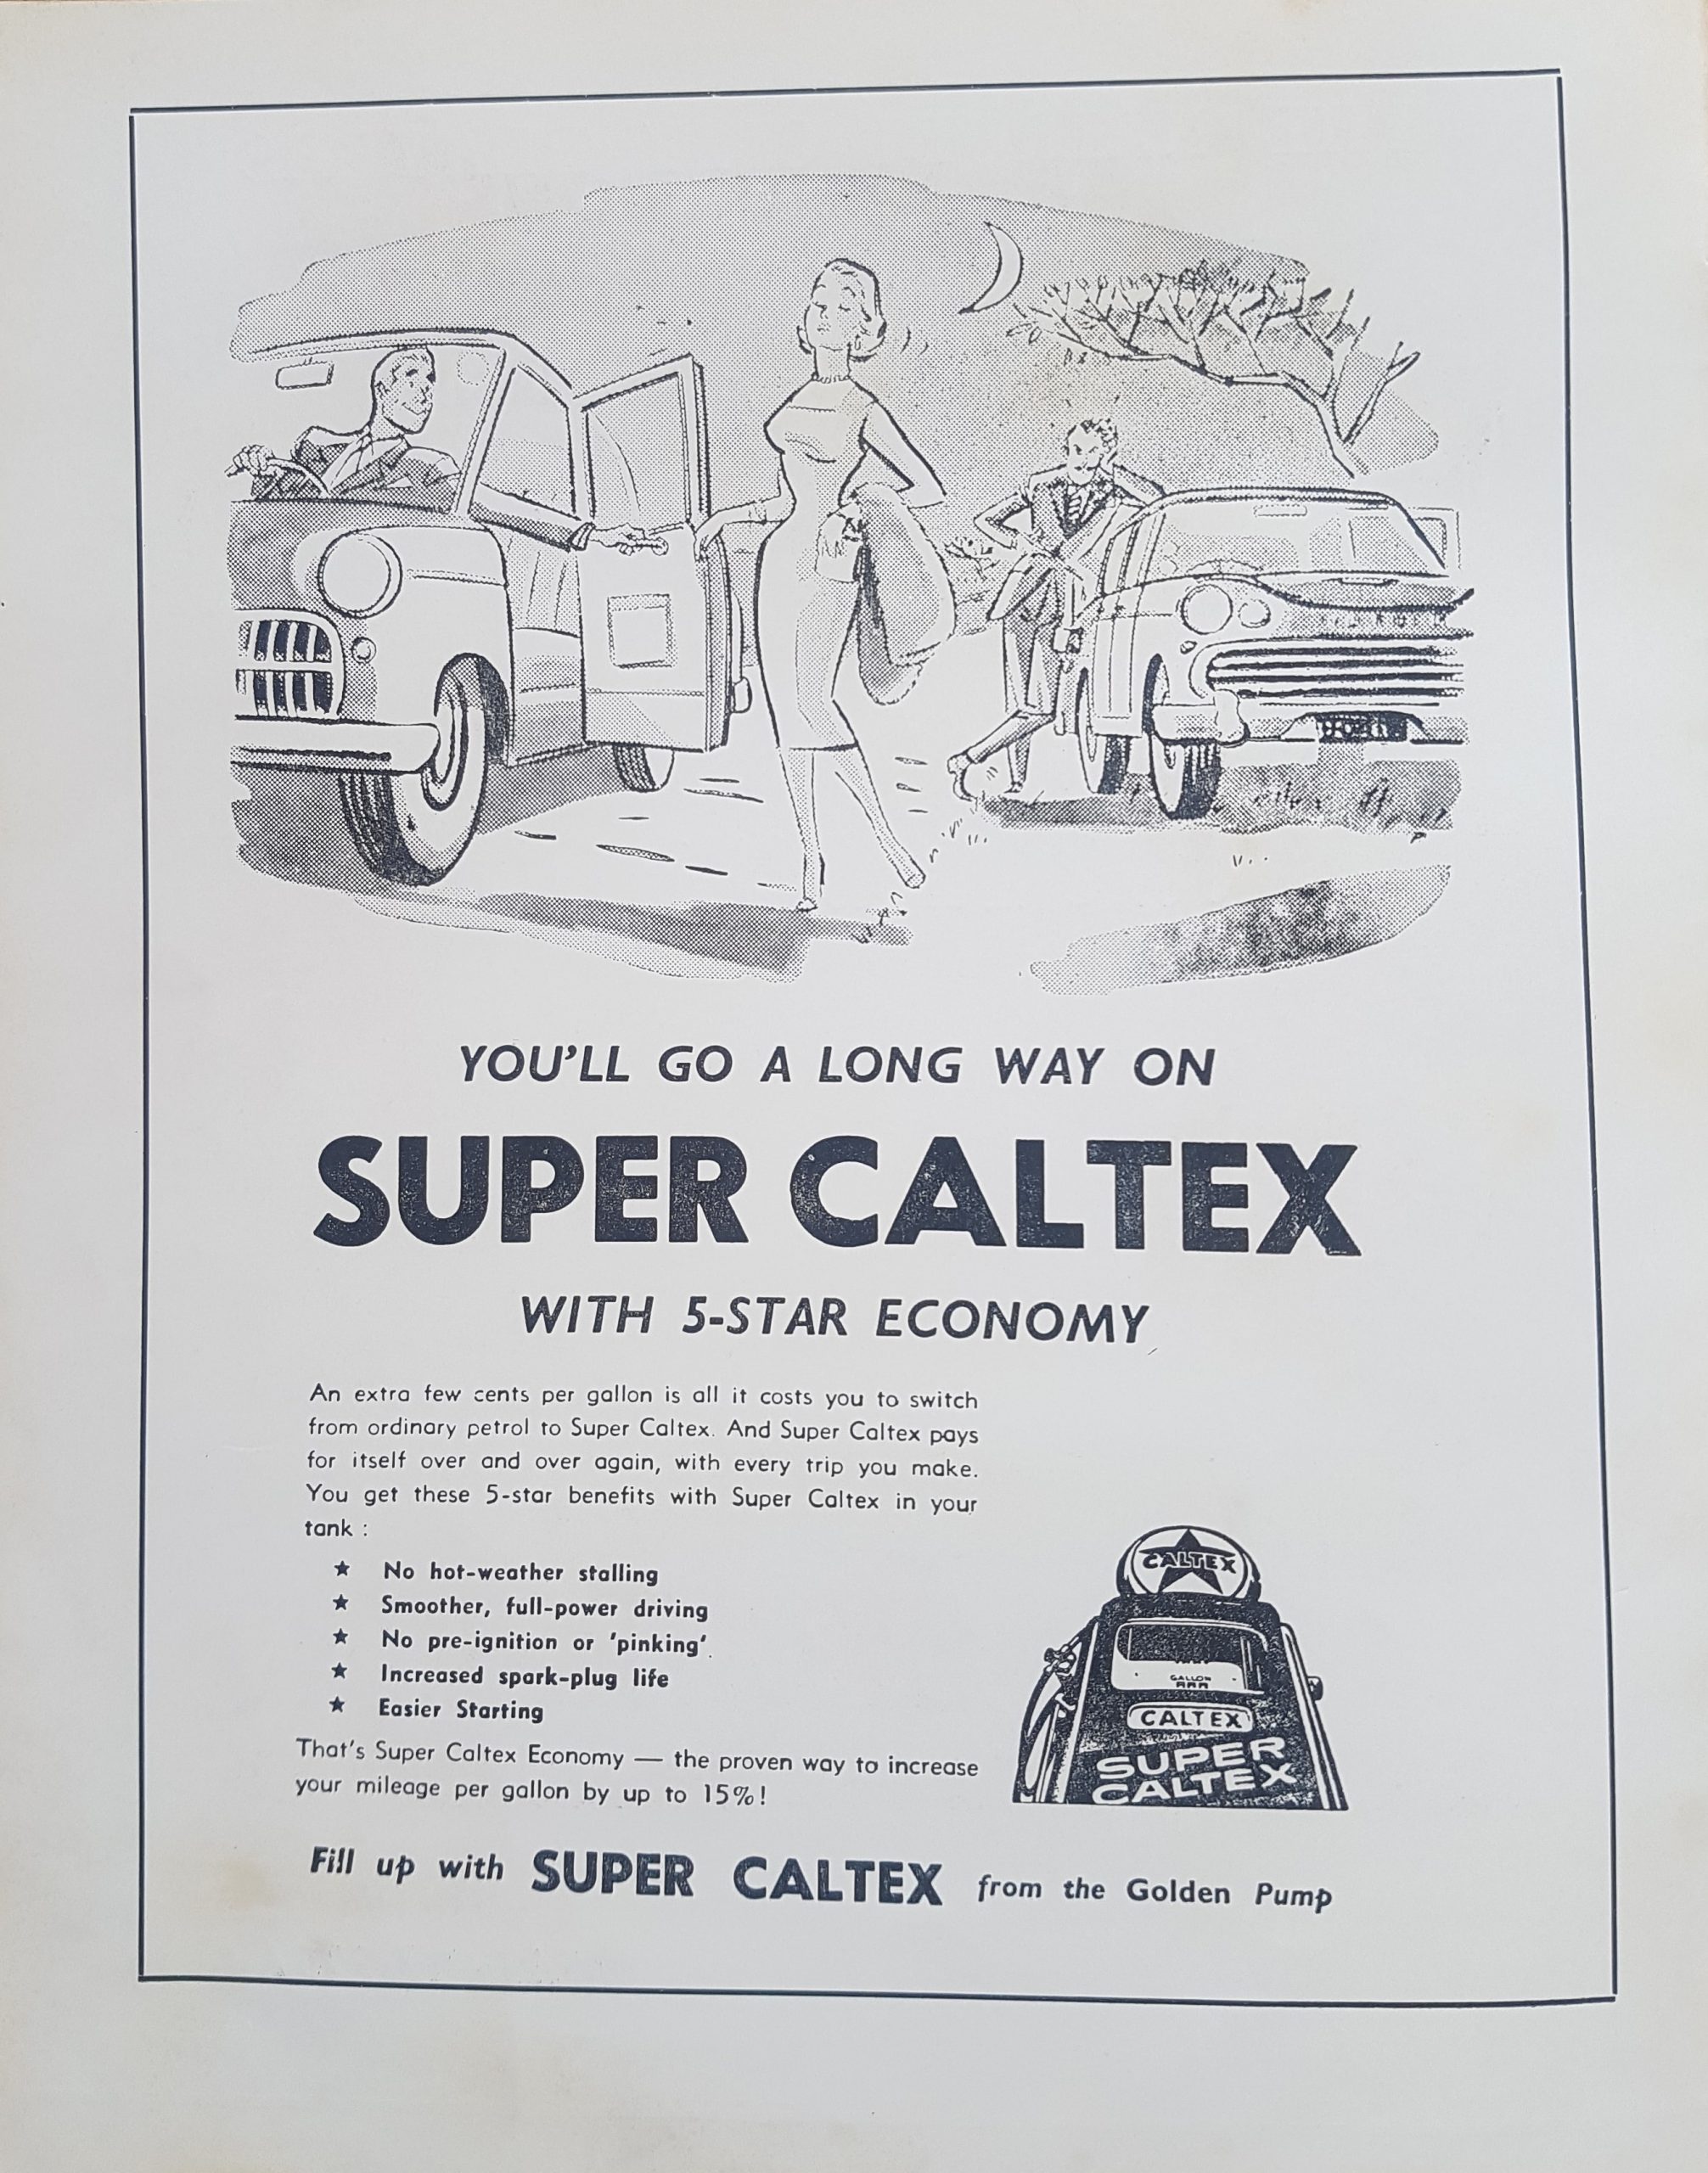 YOU'LL GO A LONG WAY ON
SUPER CALTEX
WITH 5-STAR ECONOMY
An extra few cents per gallon is all it costs you to switch
from ordinary petrol to Super Caltex. And Super Caltex pays
for itself over and over again, with every trip you make.
You get these 5-star benefits with Super Caltex in your
tank :
★ No hot-weather stalling
★ Smoother, full-power driving
★ No pre-ignition or 'pinking'.
★ Increased spark-plug life
★ Easier Starting
That's Super Caltex Economy — the proven way to increase
your mileage per gallon by up to 15%!
CALTEX
GALLON
CALTEX
SUPER
CALTEX
Fill up with SUPER CALTEX from the Golden Pump